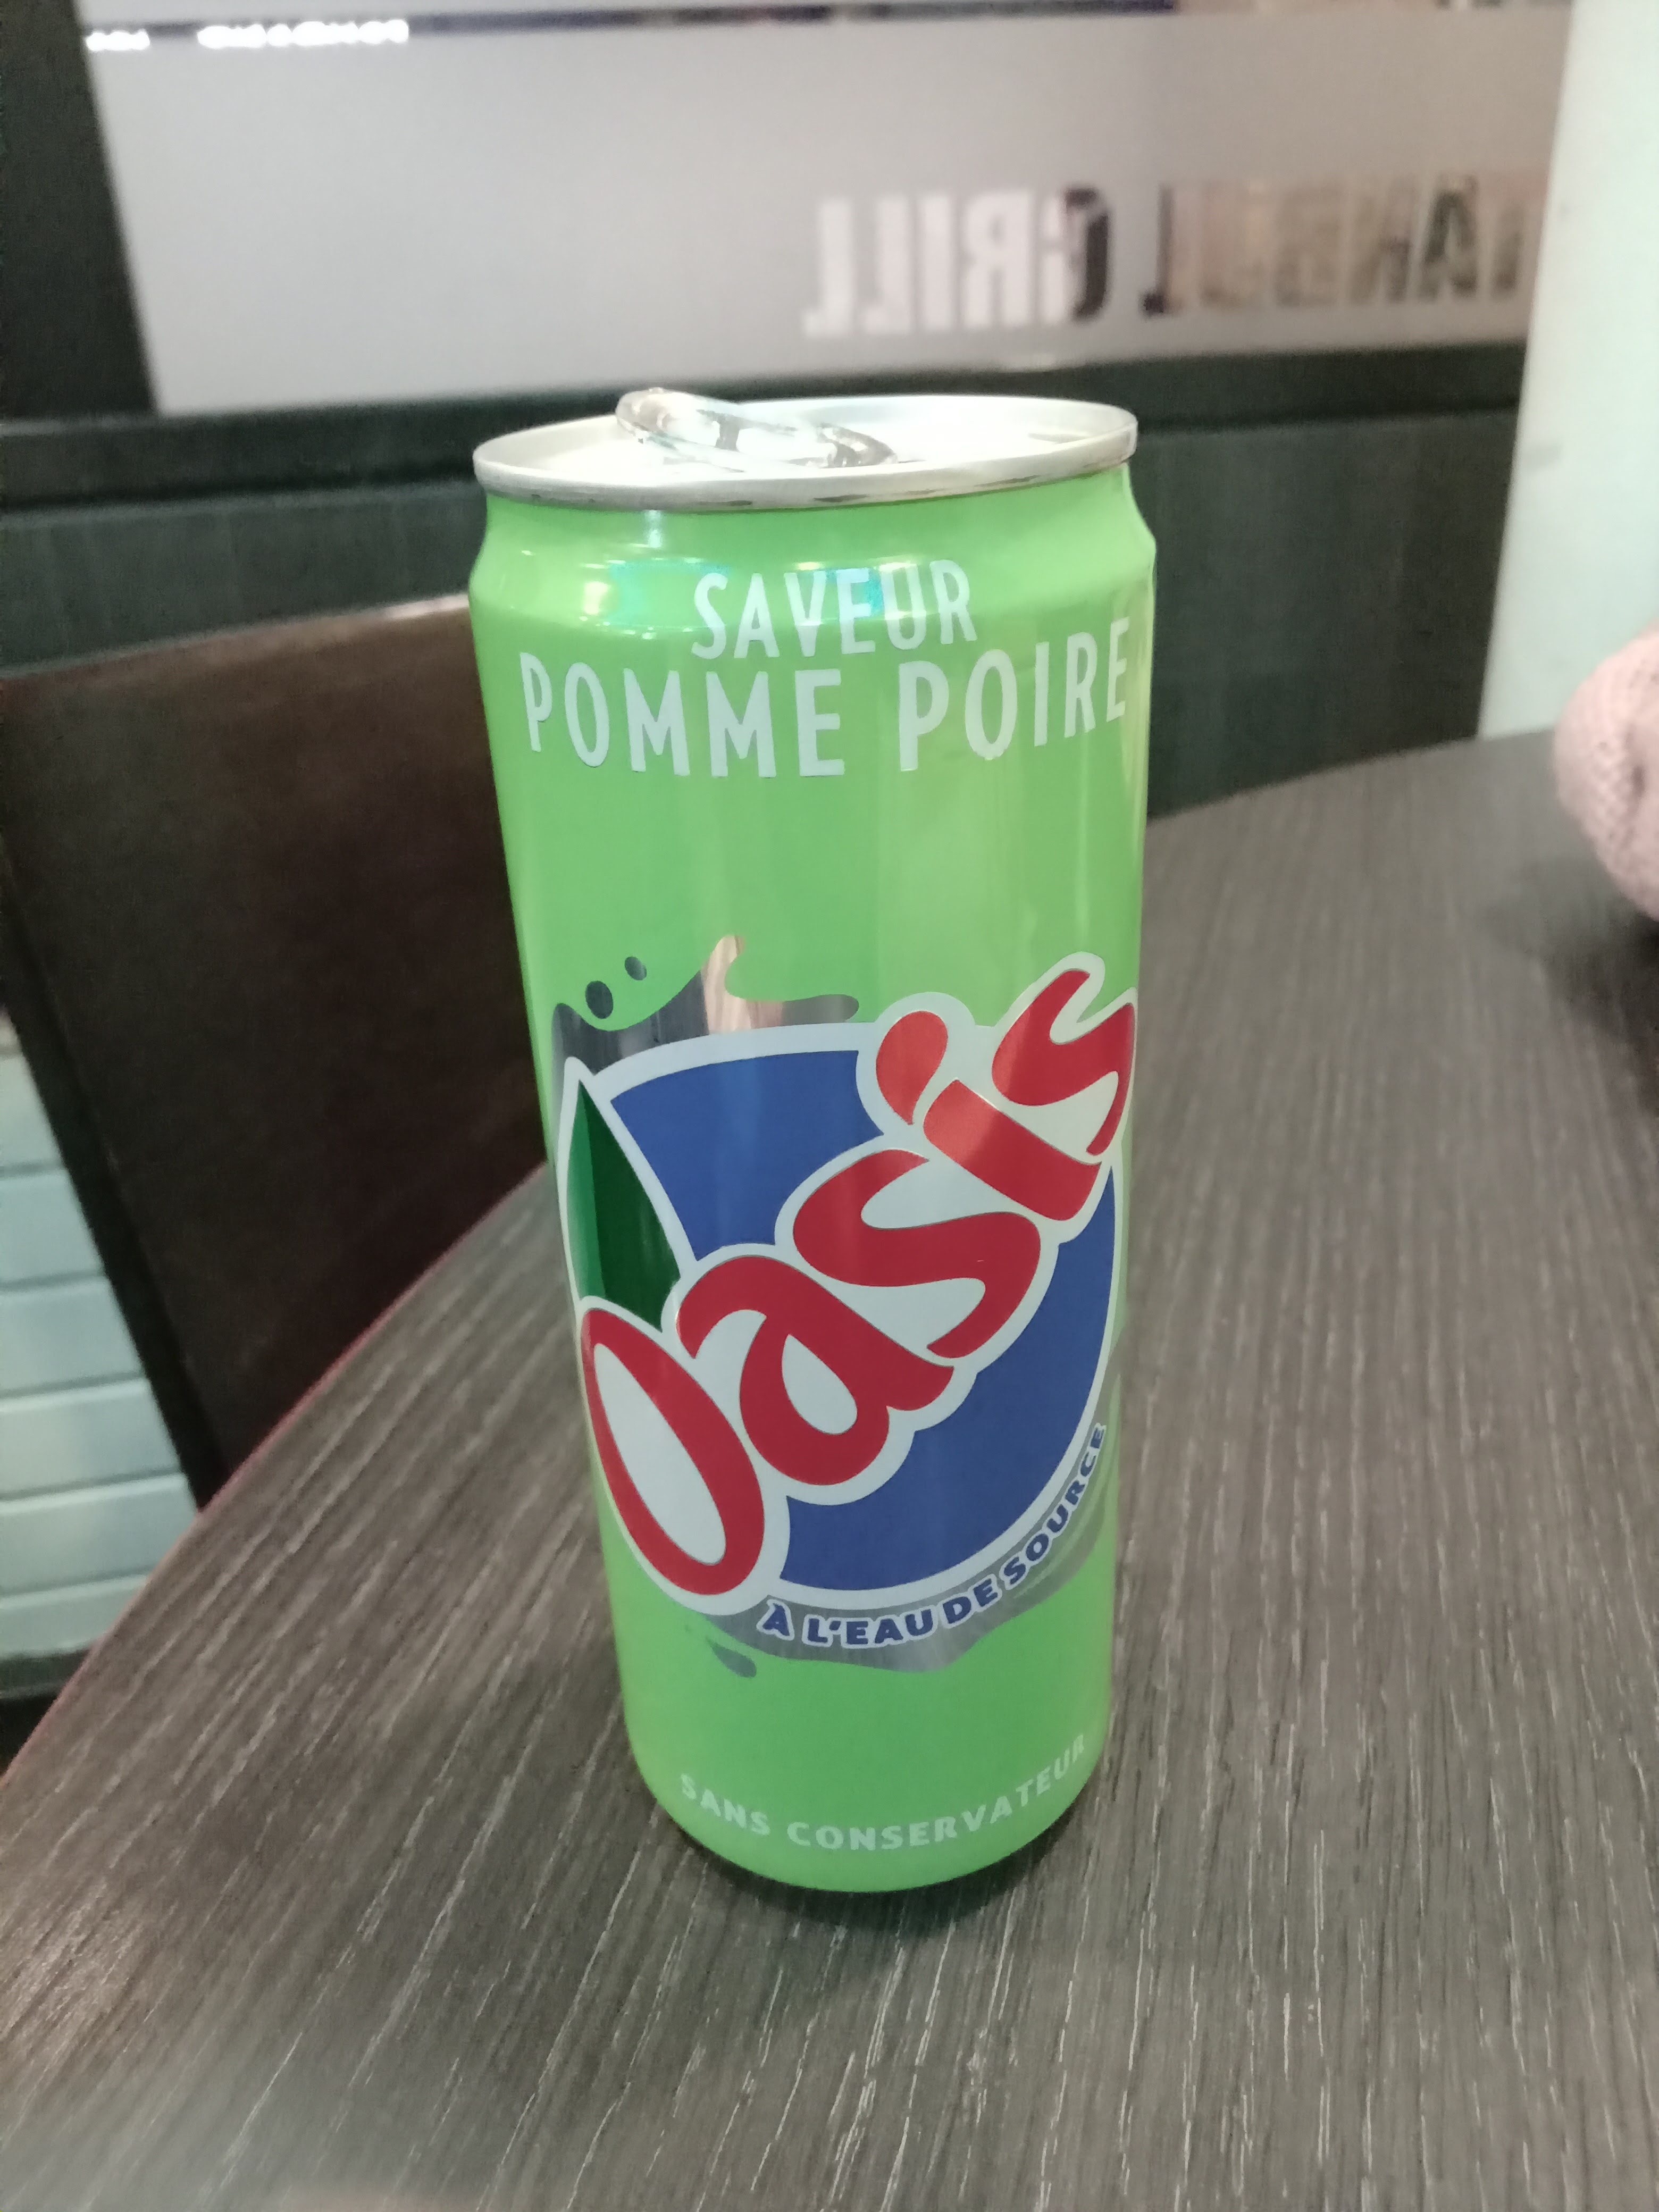 GRILL
SAVEUR
POMME POIRE
Oasis
À L'EAU DE SOURCE
SANS CONSERVATEUR